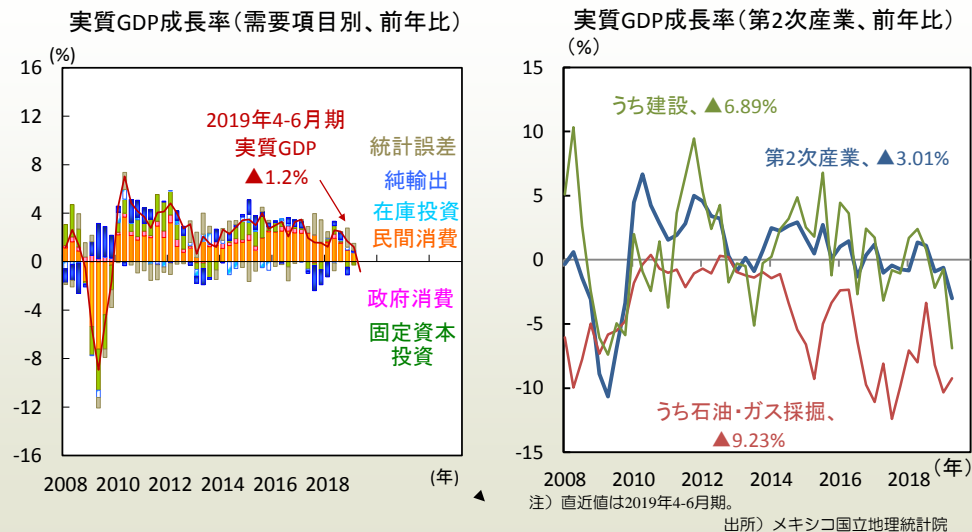 実質GDP成長率（需要項目別、前年比）
(%)
16
12
8
4
0
-4
-8
-12
-16
2019年4-6月期
実質GDP
▲1.2%
統計誤差
純輸出
在庫投資
民間消費
政府消費
固定資本
投資
2008 2010 2012 2014 2016 2018
(年)
実質GDP成長率（第2次産業、前年比）
（%）
15
10
5
0
-5
-10
-15
うち建設、▲6.89%
第2次産業、▲3.01%
うち石油・ガス採掘、
▲9.23%
2008 2010 2012 2014 2016 2018
（年）
注）直近値は2019年4-6月期。
出所）メキシコ国立地理統計院